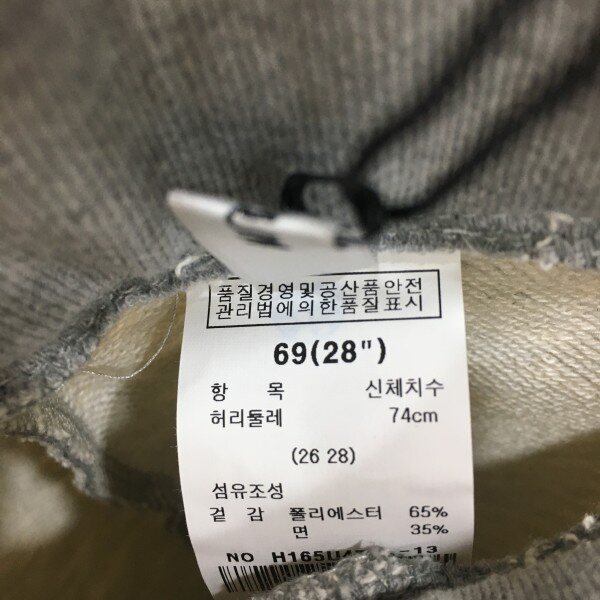 품질경영및공산품안전
관리법에의한품질표시
69(28")
항 목 신체치수
허리둘레 74cm
(26 28)
섬유조성
겉 감 폴리에스터 65%
면 35%
NO